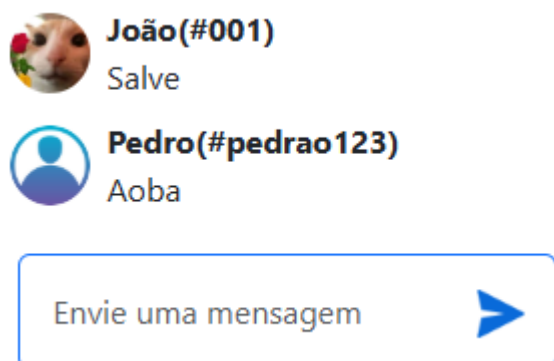 João(#001)
Salve
Pedro(#pedrao123)
Aoba
Envie uma mensagem